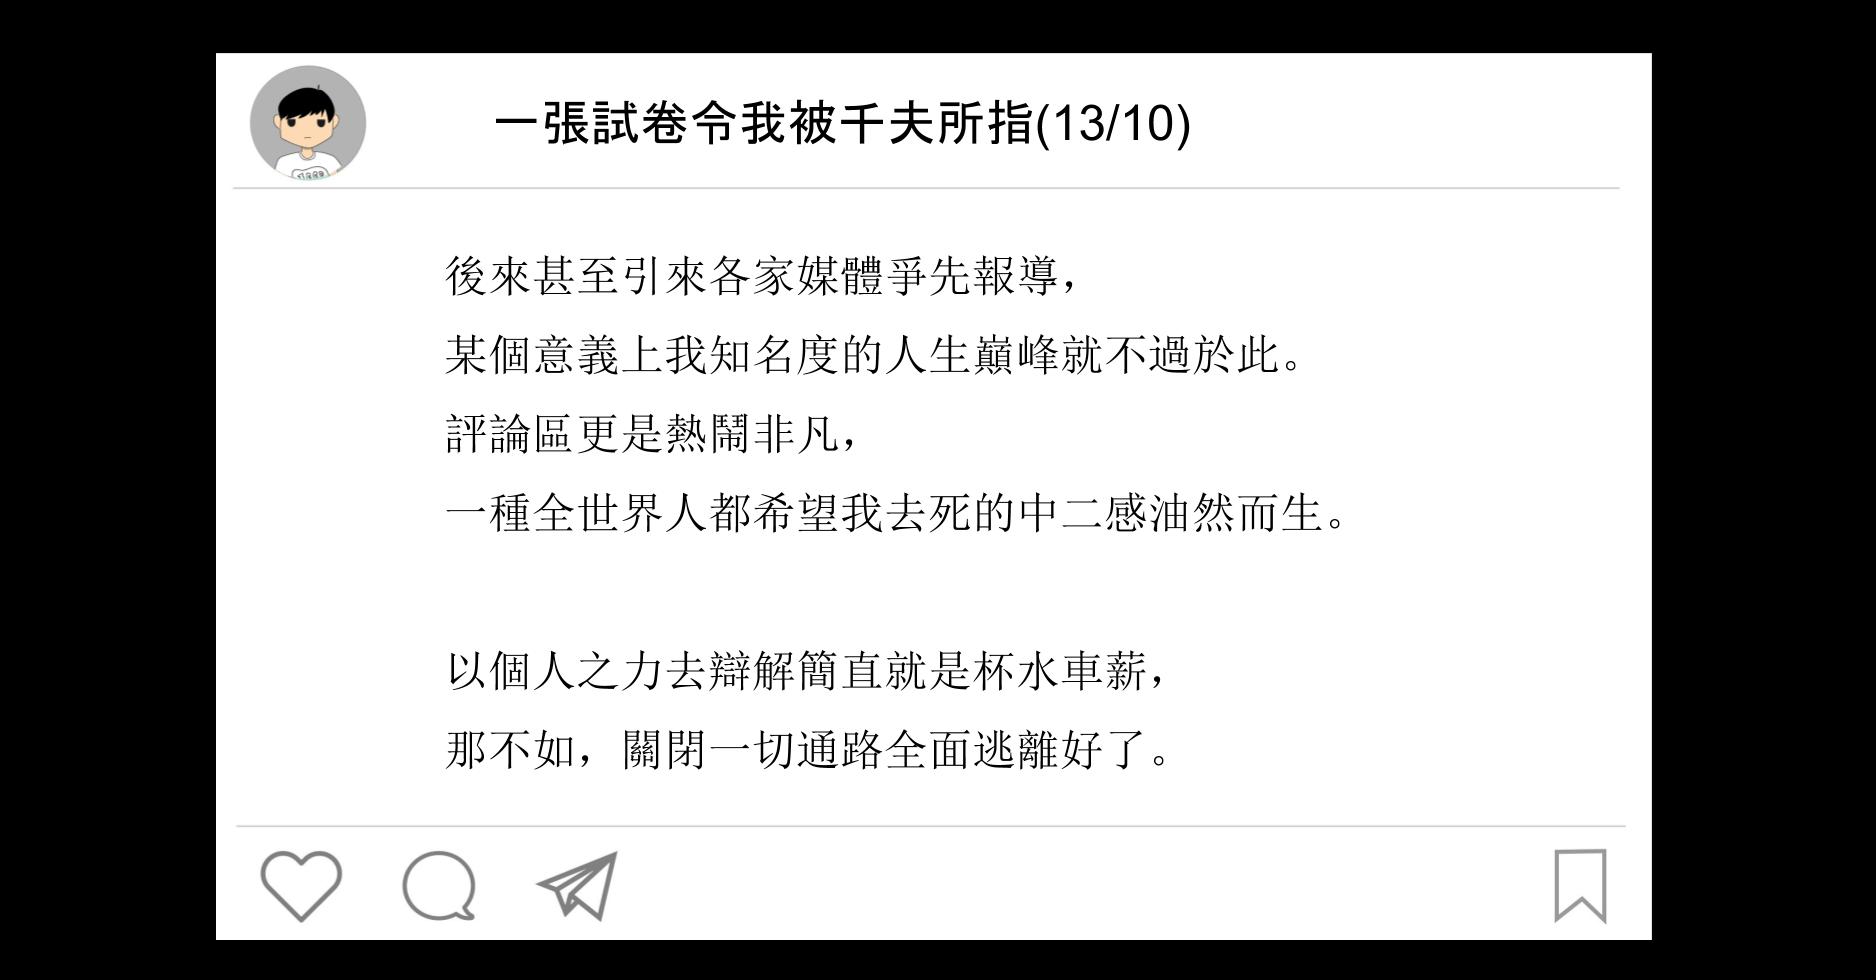 一張試卷令我被千夫所指(13/10)
後來甚至引來各家媒體爭先報導，
某個意義上我知名度的人生巔峰就不過於此。
評論區更是熱鬧非凡，
一種全世界人都希望我去死的中二感油然而生。
以個人之力去辯解簡直就是杯水車薪，
那不如，關閉一切通路全面逃離好了。